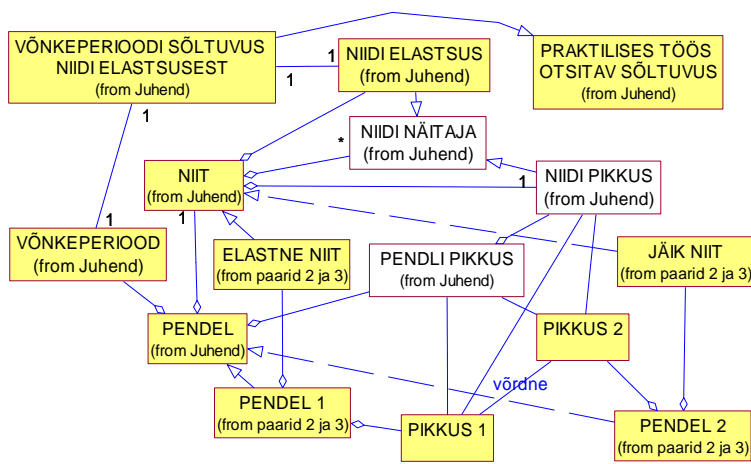 VÕNKEPERIOODI SÕLTUVUS
NIIDI ELASTSUSEST
(from Juhend)
1
1
1
NIIDI ELASTSUS
(from Juhend)
PRAKTILISES TÖÖS
OTSITAV SÕLTUVUS
(from Juhend)
NIIDI NÄITAJA
(from Juhend)
*
NIIT
(from Juhend)
1
1
NIIDI PIKKUS
(from Juhend)
1
VÕNKEPERIOOD
(from Juhend)
ELASTNE NIIT
(from paarid 2 ja 3)
PENDLI PIKKUS
(from Juhend)
JÄIK NIIT
(from paarid 2 ja 3)
PENDEL
(from Juhend)
PIKKUS 2
võrdne
PENDEL 1
(from paarid 2 ja 3)
PIKKUS 1
PENDEL 2
(from paarid 2 ja 3)